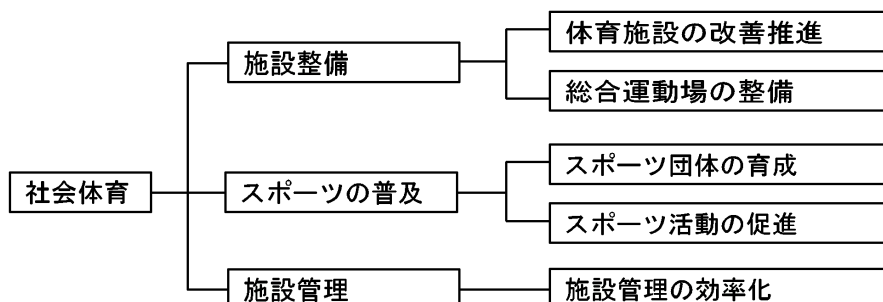 体育施設の改善推進
施設整備
総合運動場の整備
スポーツ団体の育成
社会体育
スポーツの普及
スポーツ活動の促進
施設管理
施設管理の効率化